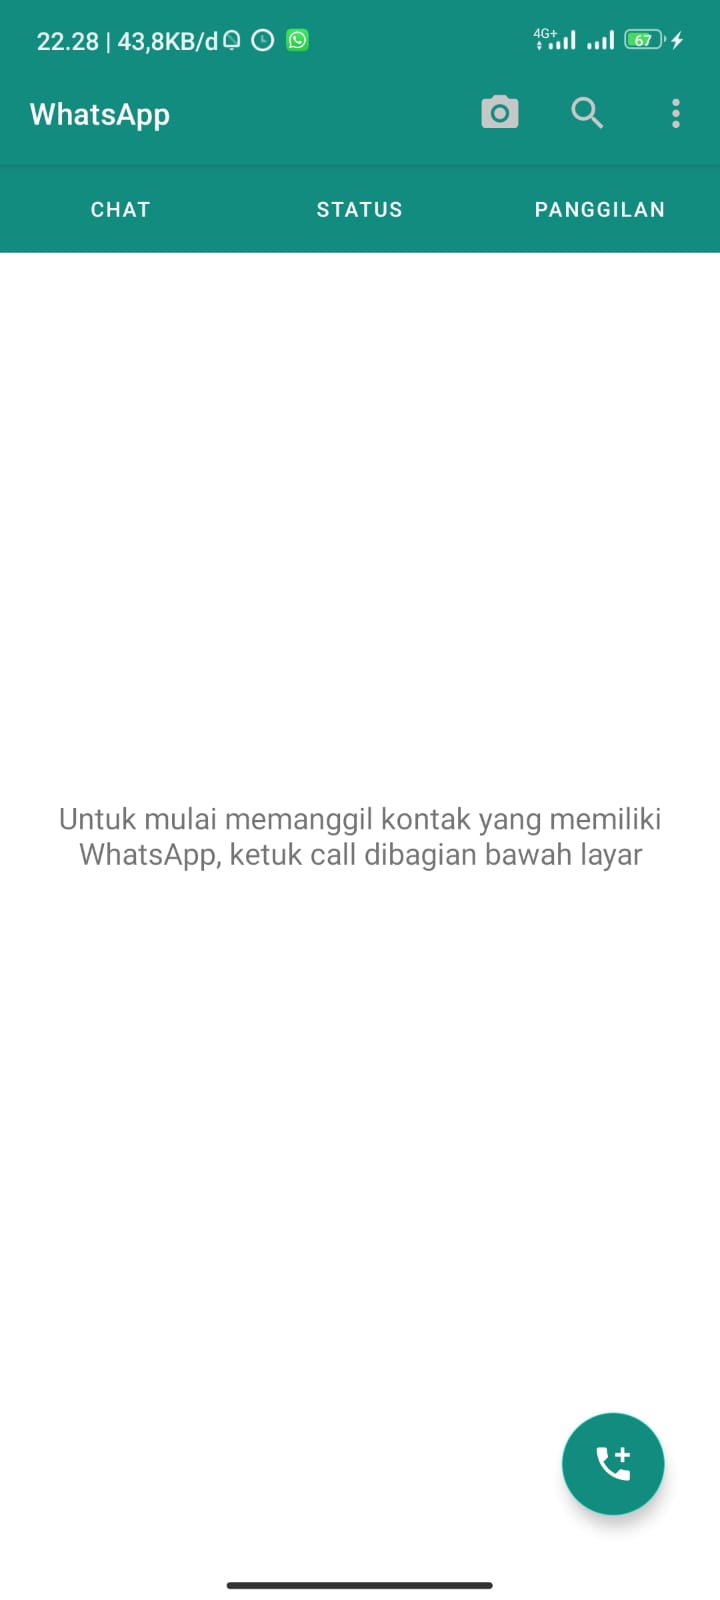 22.28 | 43,8KB/d
4G+
67
WhatsApp
CHAT
STATUS
PANGGILAN
Untuk mulai memanggil kontak yang memiliki
WhatsApp, ketuk call dibagian bawah layar